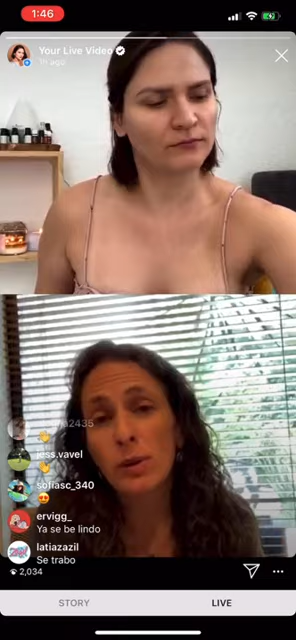 1:46
Your Live Video
1h ago
2435
jess.vavel
sofiasc_340
ervigg_
Ya se be lindo
latiazazil
Se trabo
2,034
STORY
LIVE